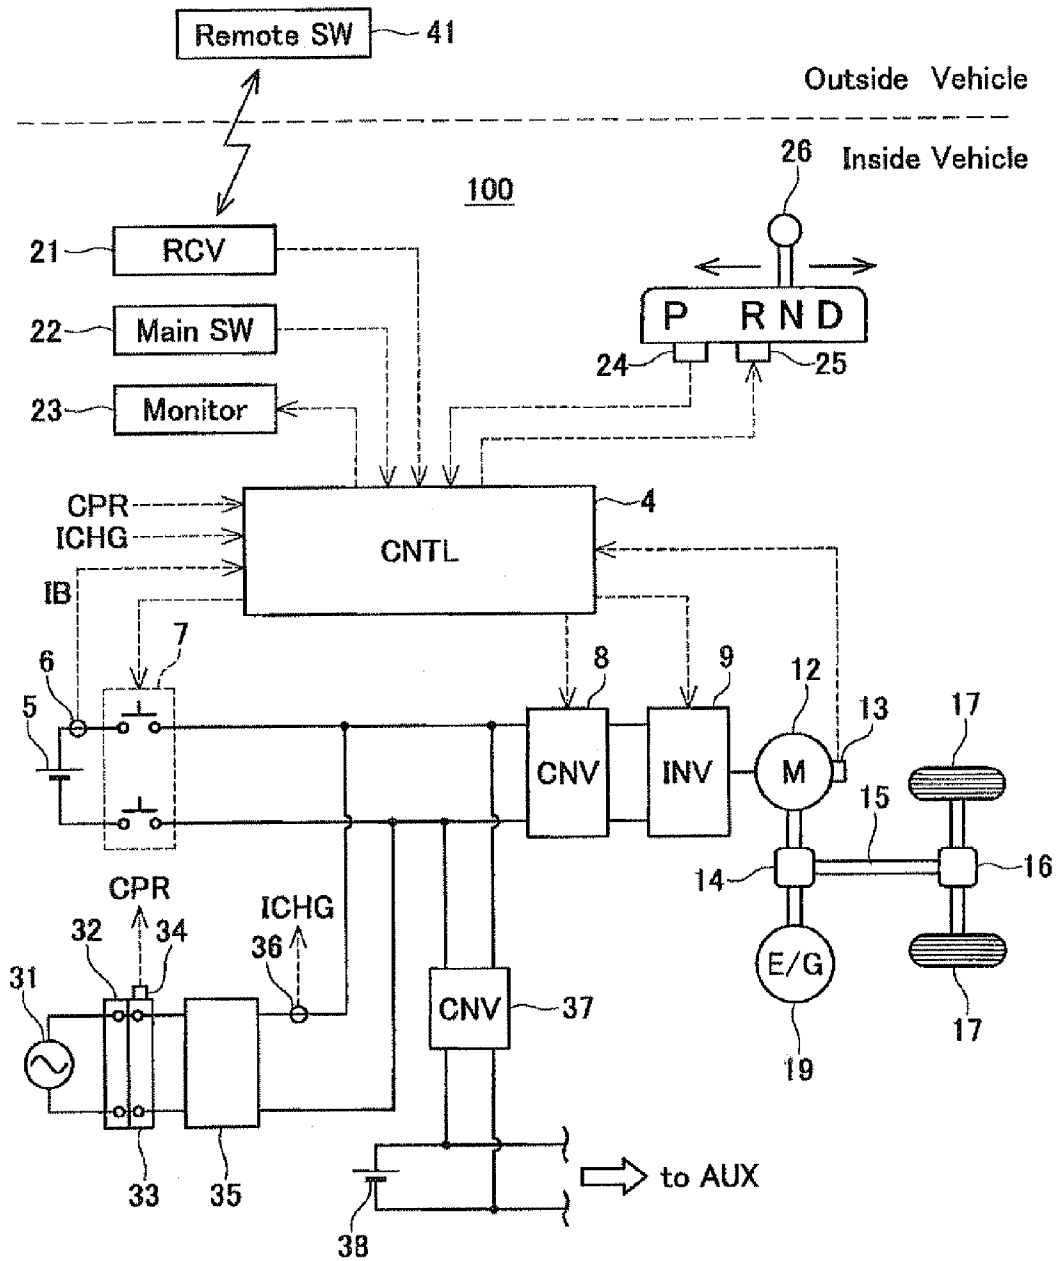 Remote SW 41
Outside Vehicle
26 Inside Vehicle
100
21 RCV
22 Main SW
P R N D
24 25
23 Monitor
CPR 4
ICHG CNTL
IB
7
6 8 9 12
5 13 17
CNV INV M
15
14 16
CPR
ICHG
32 34 36
E/G
31
CNV 37
17
19
33 35
to AUX
38